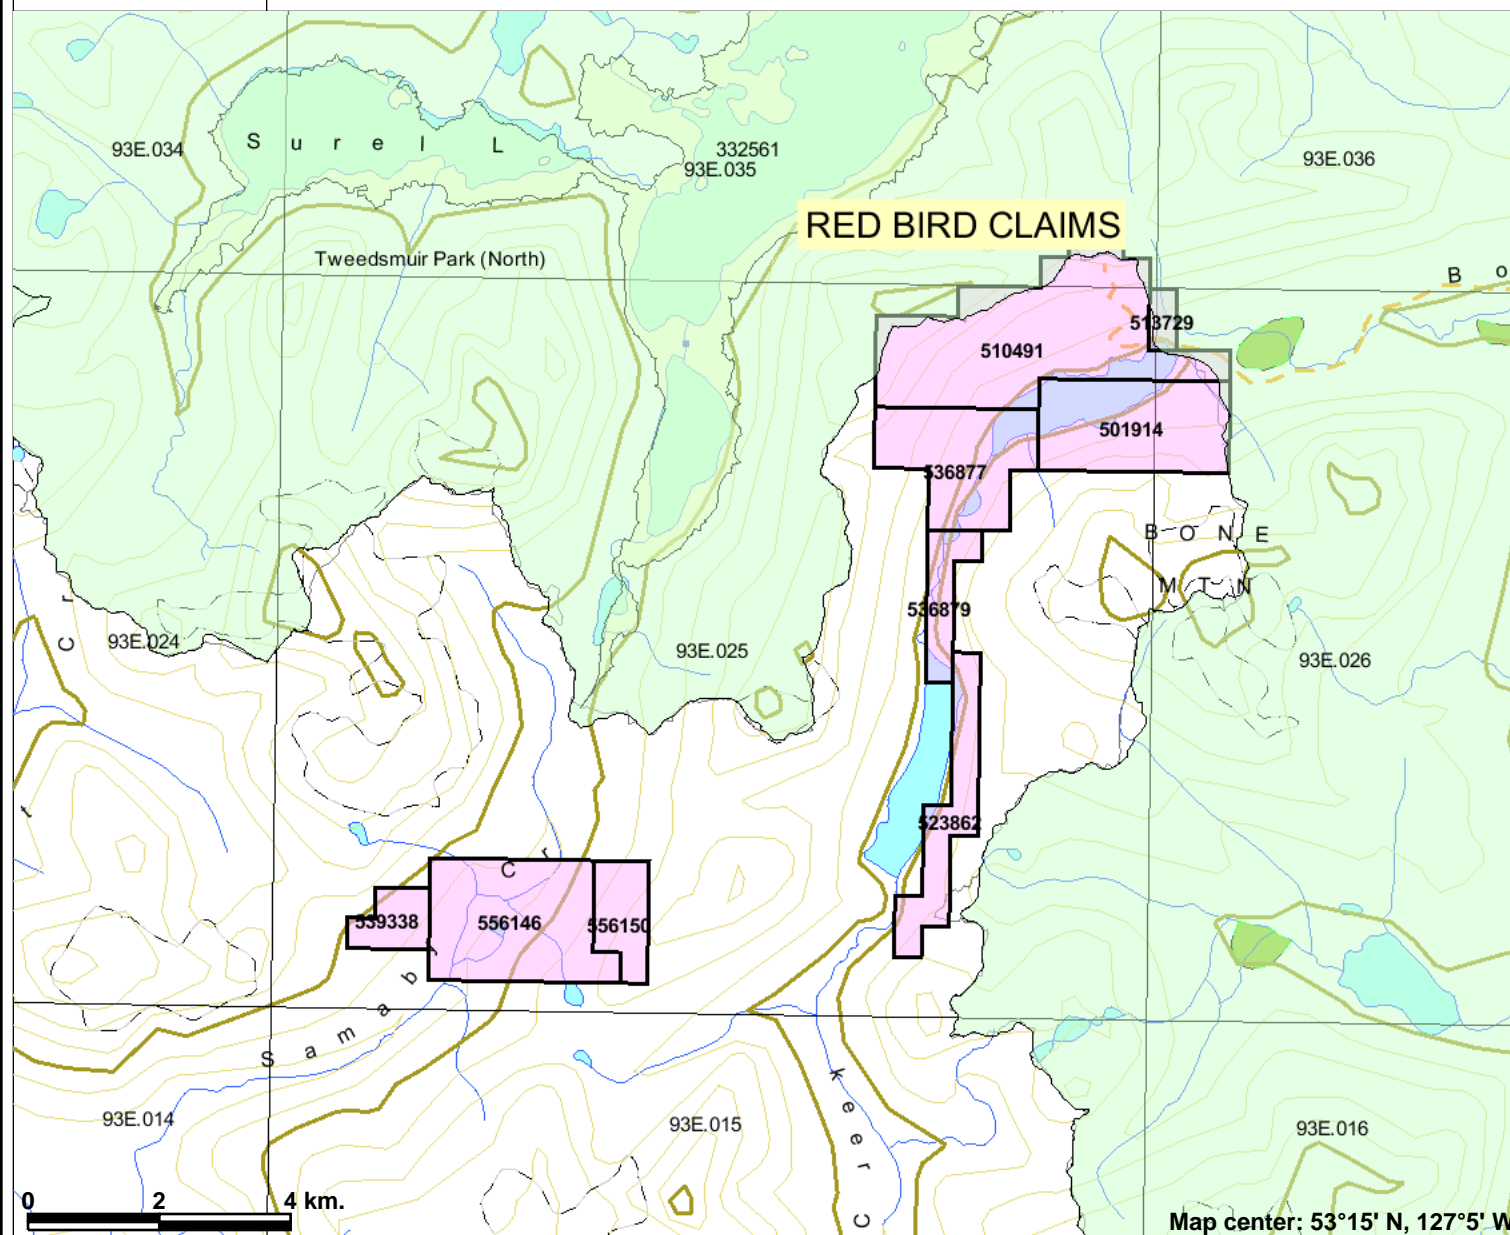 93E.034
S u r e l L
332561
93E.035
93E.036
RED BIRD CLAIMS
Tweedsmuir Park (North)
B o
513729
510491
501914
536877
B O N E
M T N
536879
C r
t
93E.024
93E.025
93E.026
523862
C r
539338
556146
556150
S a m a b y
k e r C
93E.014
93E.015
93E.016
0 2 4 km.
Map center: 53°15' N, 127°5' W